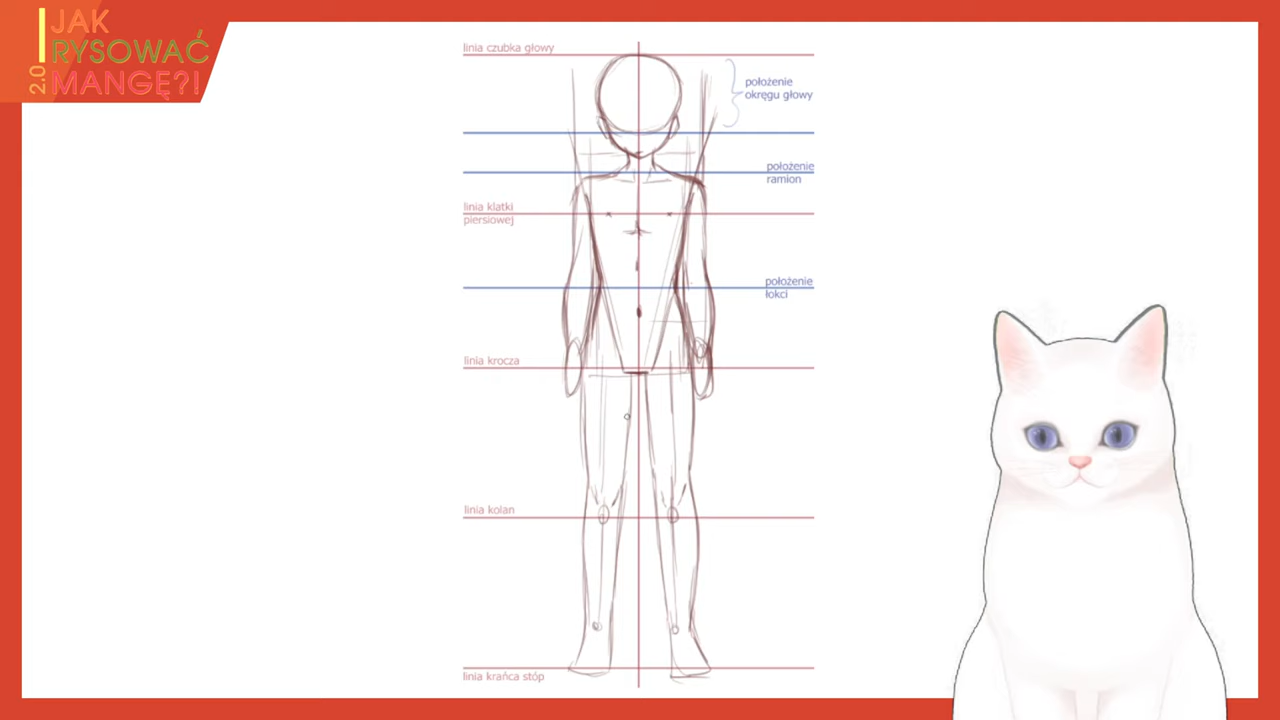 JAK
RYSOWAĆ
MANGĘ?!
2.0
linia czubka głowy
położenie
okręgu głowy
położenie
ramion
linia klatki
piersiowej
położenie
łokci
linia krocza
linia kolan
linia krańca stóp